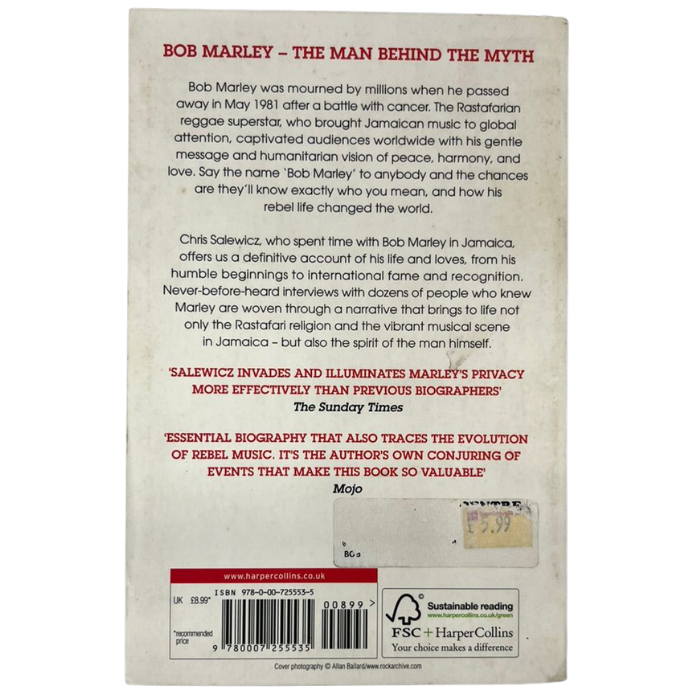 BOB MARLEY – THE MAN BEHIND THE MYTH
Bob Marley was mourned by millions when he passed
away in May 1981 after a battle with cancer. The Rastafarian
reggae superstar, who brought Jamaican music to global
attention, captivated audiences worldwide with his gentle
message and humanitarian vision of peace, harmony, and
love. Say the name 'Bob Marley' to anybody and the chances
are they'll know exactly who you mean, and how his
rebel life changed the world.
Chris Salewicz, who spent time with Bob Marley in Jamaica,
offers us a definitive account of his life and loves, from his
humble beginnings to international fame and recognition.
Never-before-heard interviews with dozens of people who knew
Marley are woven through a narrative that brings to life not
only the Rastafari religion and the vibrant musical scene
in Jamaica – but also the spirit of the man himself.
'SALEWICZ INVADES AND ILLUMINATES MARLEY'S PRIVACY
MORE EFFECTIVELY THAN PREVIOUS BIOGRAPHERS'
The Sunday Times
'ESSENTIAL BIOGRAPHY THAT ALSO TRACES THE EVOLUTION
OF REBEL MUSIC. IT'S THE AUTHOR'S OWN CONJURING OF
EVENTS THAT MAKE THIS BOOK SO VALUABLE'
Mojo
£5.99
www.harpercollins.co.uk
ISBN 978-0-00-725553-5
UK £8.99*
00899 >
*recommended
price
9 780007 255535
Sustainable reading
www.harpercollins.co.uk/green
FSC + HarperCollins
Your choice makes a difference
Cover photography © Allan Ballard/www.rockarchive.com